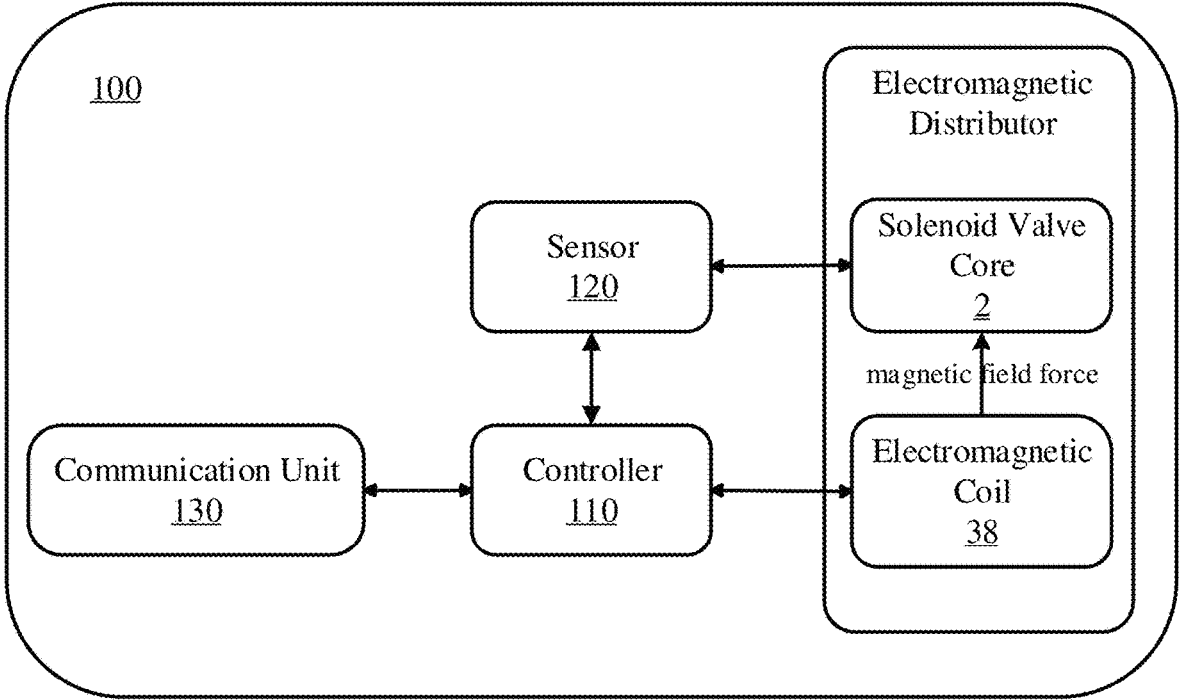 100
Electromagnetic
Distributor
Sensor
120
Solenoid Valve
Core
2
magnetic field force
Communication Unit
130
Controller
110
Electromagnetic
Coil
38